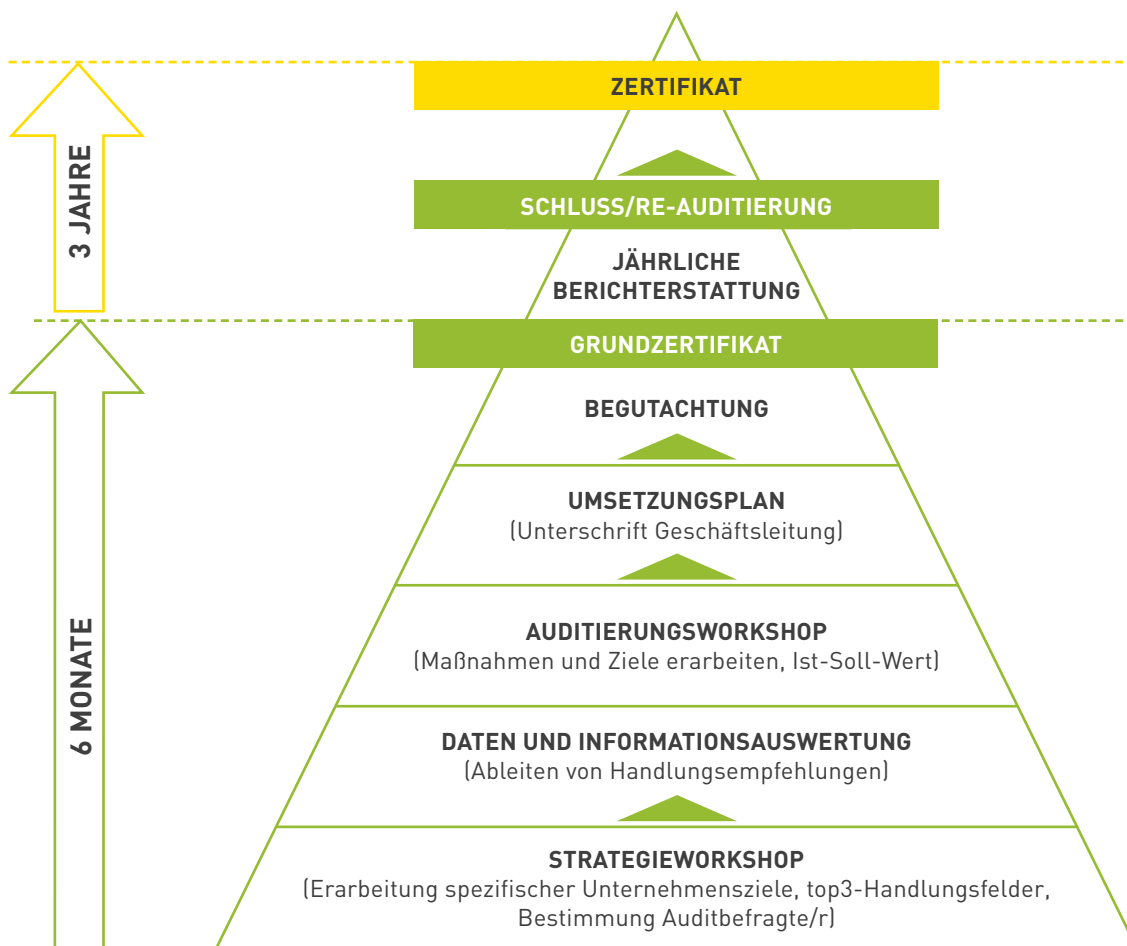 ZERTIFIKAT
3 JAHRE
SCHLUSS/RE-AUDITIERUNG
JÄHRLICHE
BERICHTERSTATTUNG
GRUNDZERTIFIKAT
BEGUTACHTUNG
UMSETZUNGSPLAN
(Unterschrift Geschäftsleitung)
6 MONATE
AUDITIERUNGSWORKSHOP
(Maßnahmen und Ziele erarbeiten, Ist-Soll-Wert)
DATEN UND INFORMATIONSAUSWERTUNG
(Ableiten von Handlungsempfehlungen)
STRATEGIEWORKSHOP
(Erarbeitung spezifischer Unternehmensziele, top3-Handlungsfelder,
Bestimmung Auditbefragte/r)